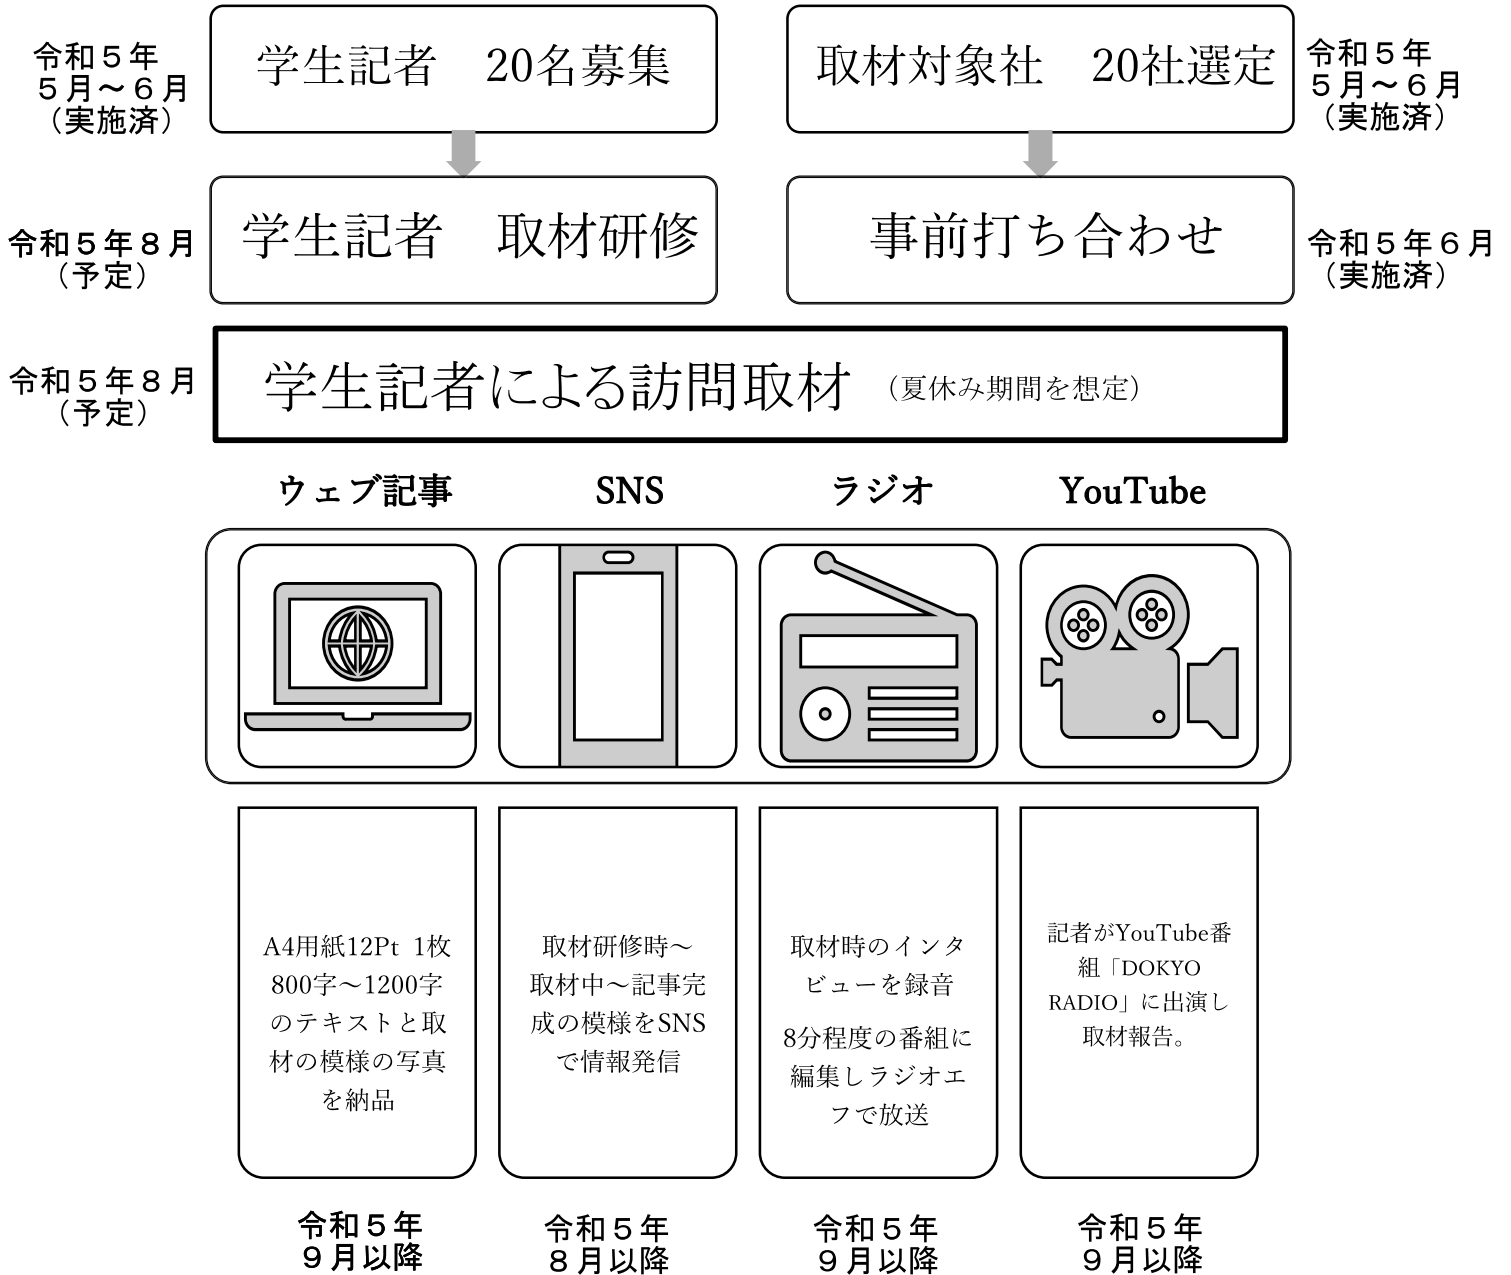 令和５年
５月～６月
（実施済）
学生記者　20名募集
取材対象社　20社選定
令和５年
５月～６月
（実施済）
令和５年８月
（予定）
学生記者　取材研修
事前打ち合わせ
令和５年６月
（実施済）
令和５年８月
（予定）
学生記者による訪問取材　（夏休み期間を想定）
ウェブ記事
SNS
ラジオ
YouTube
A4用紙12Pt 1枚
800字～1200字
のテキストと取
材の模様の写真
を納品
取材研修時～
取材中～記事完
成の模様をSNS
で情報発信
取材時のインタ
ビューを録音
8分程度の番組に
編集しラジオエ
フで放送
記者がYouTube番
組「DOKYO
RADIO」に出演し
取材報告。
令和５年
９月以降
令和５年
８月以降
令和５年
９月以降
令和５年
９月以降